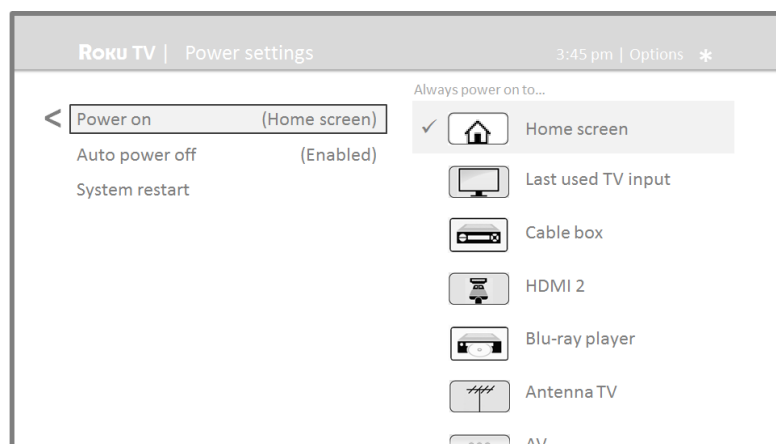 ROKU TV | Power settings
3:45 pm | Options *
Always power on to...
< Power on (Home screen)
Auto power off (Enabled)
System restart
✓ Home screen
Last used TV input
Cable box
HDMI 2
Blu-ray player
Antenna TV
AV